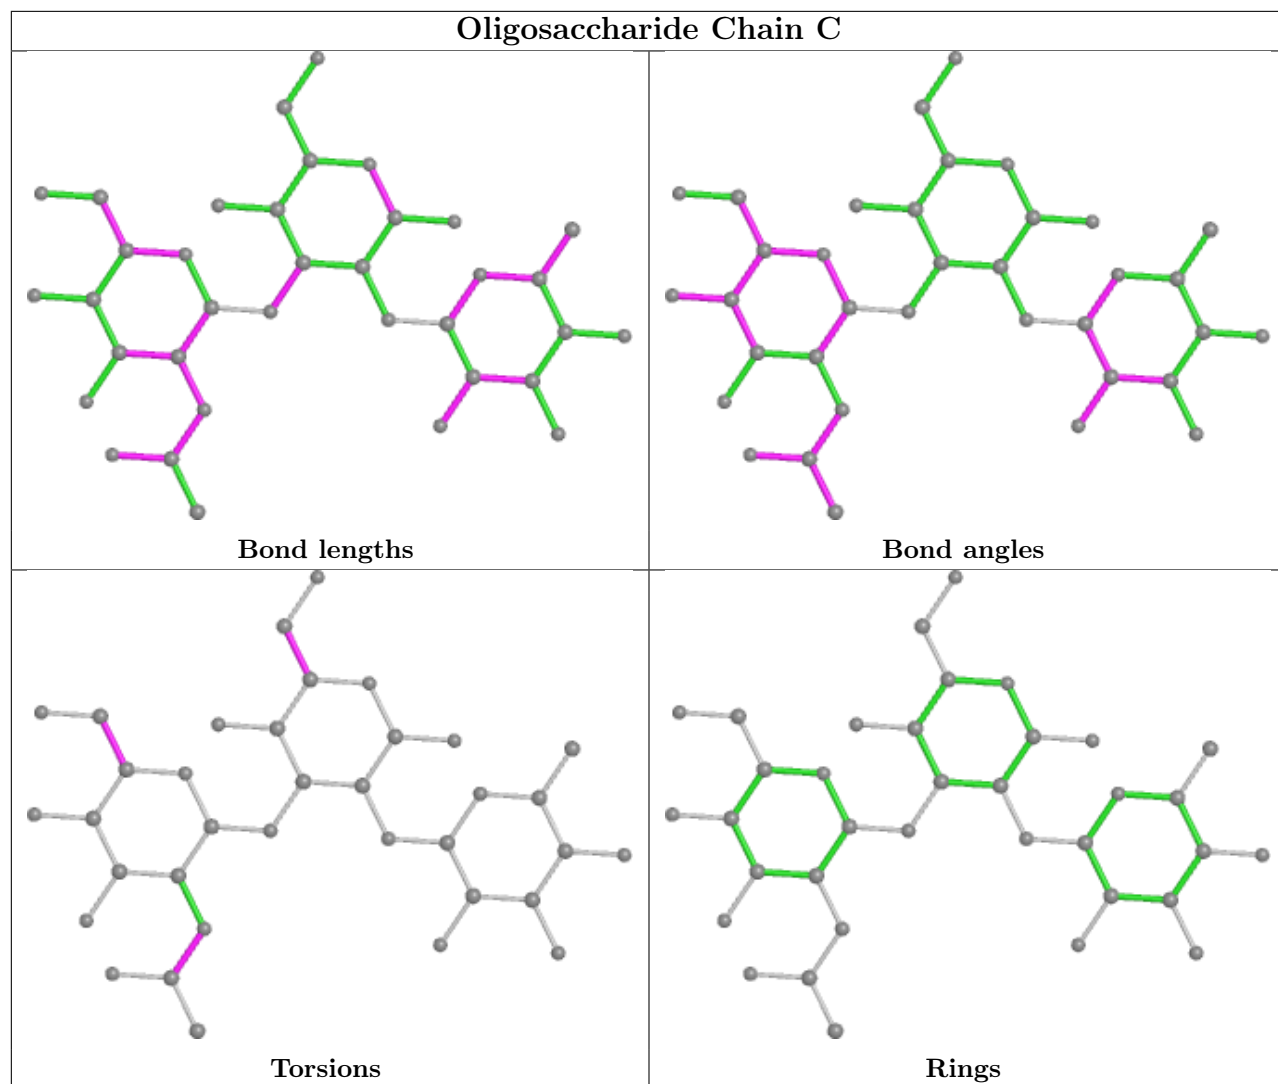 Oligosaccharide Chain C
Bond lengths
Bond angles
Torsions
Rings